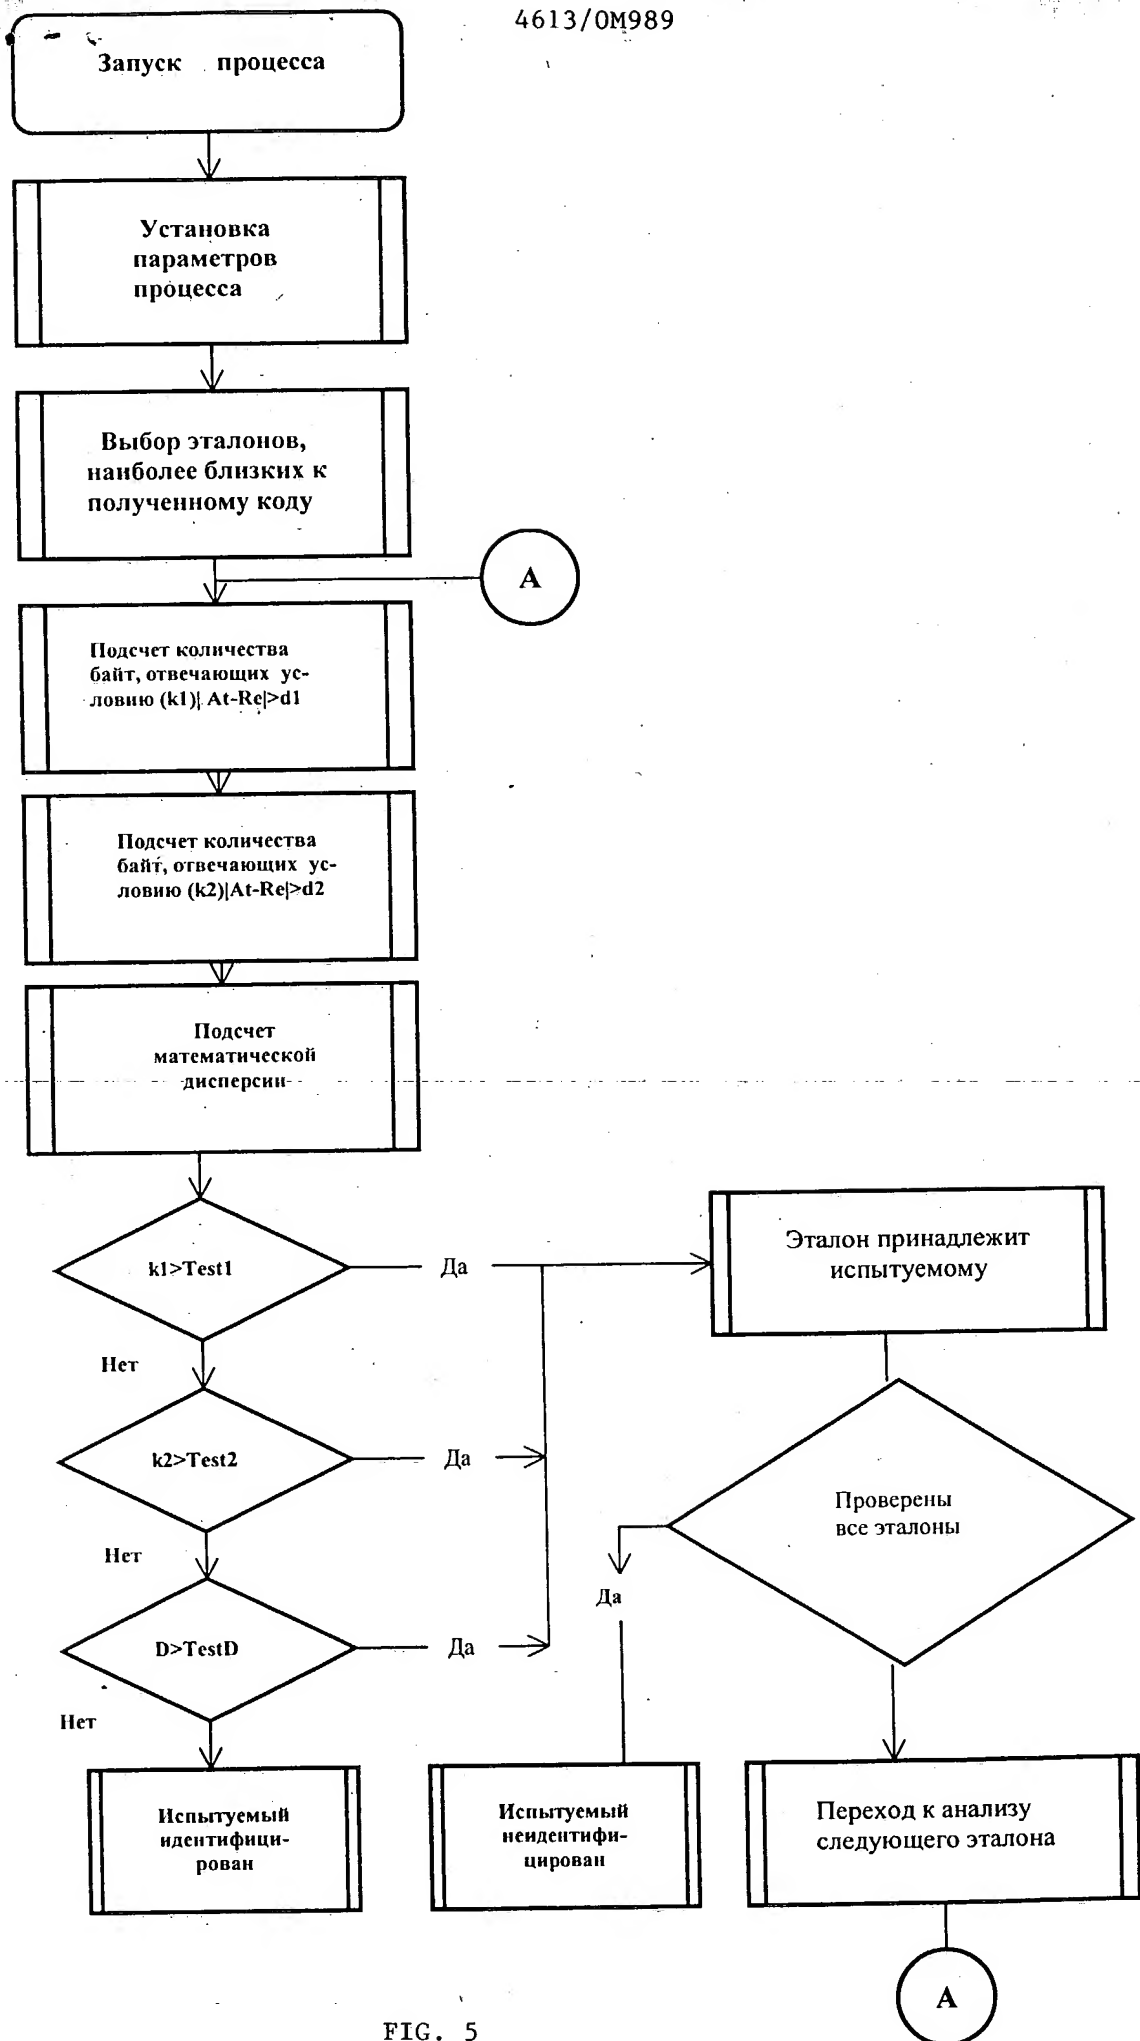 4613/OM989
Запуск процесса
Установка
параметров
процесса
Выбор эталонов,
наиболее близких к
полученному коду
A
Подсчет количества
байт, отвечающих ус-
ловию (k1)| At-Re|>d1
Подсчет количества
байт, отвечающих ус-
ловию (k2)|At-Re|>d2
Подсчет
математической
дисперсии
k1>Test1
Да
Эталон принадлежит
испытуемому
Нет
k2>Test2
Да
Проверены
все эталоны
Нет
Да
D>TestD
Да
Нет
Испытуемый
идентифици-
рован
Испытуемый
неидентифи-
цирован
Переход к анализу
следующего эталона
A
FIG. 5